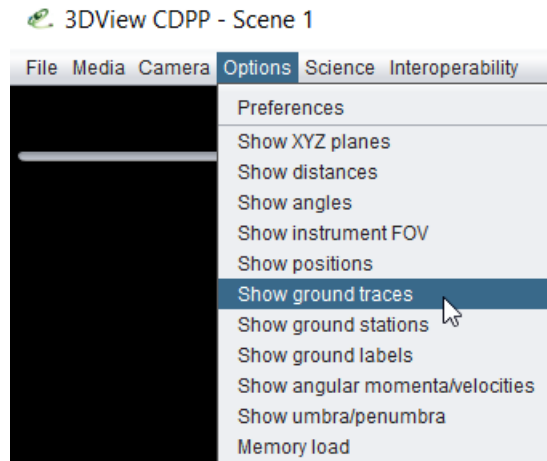 3DView CDPP - Scene 1
File Media Camera Options Science Interoperability
Preferences
Show XYZ planes
Show distances
Show angles
Show instrument FOV
Show positions
Show ground traces
Show ground stations
Show ground labels
Show angular momenta/velocities
Show umbra/penumbra
Memory load